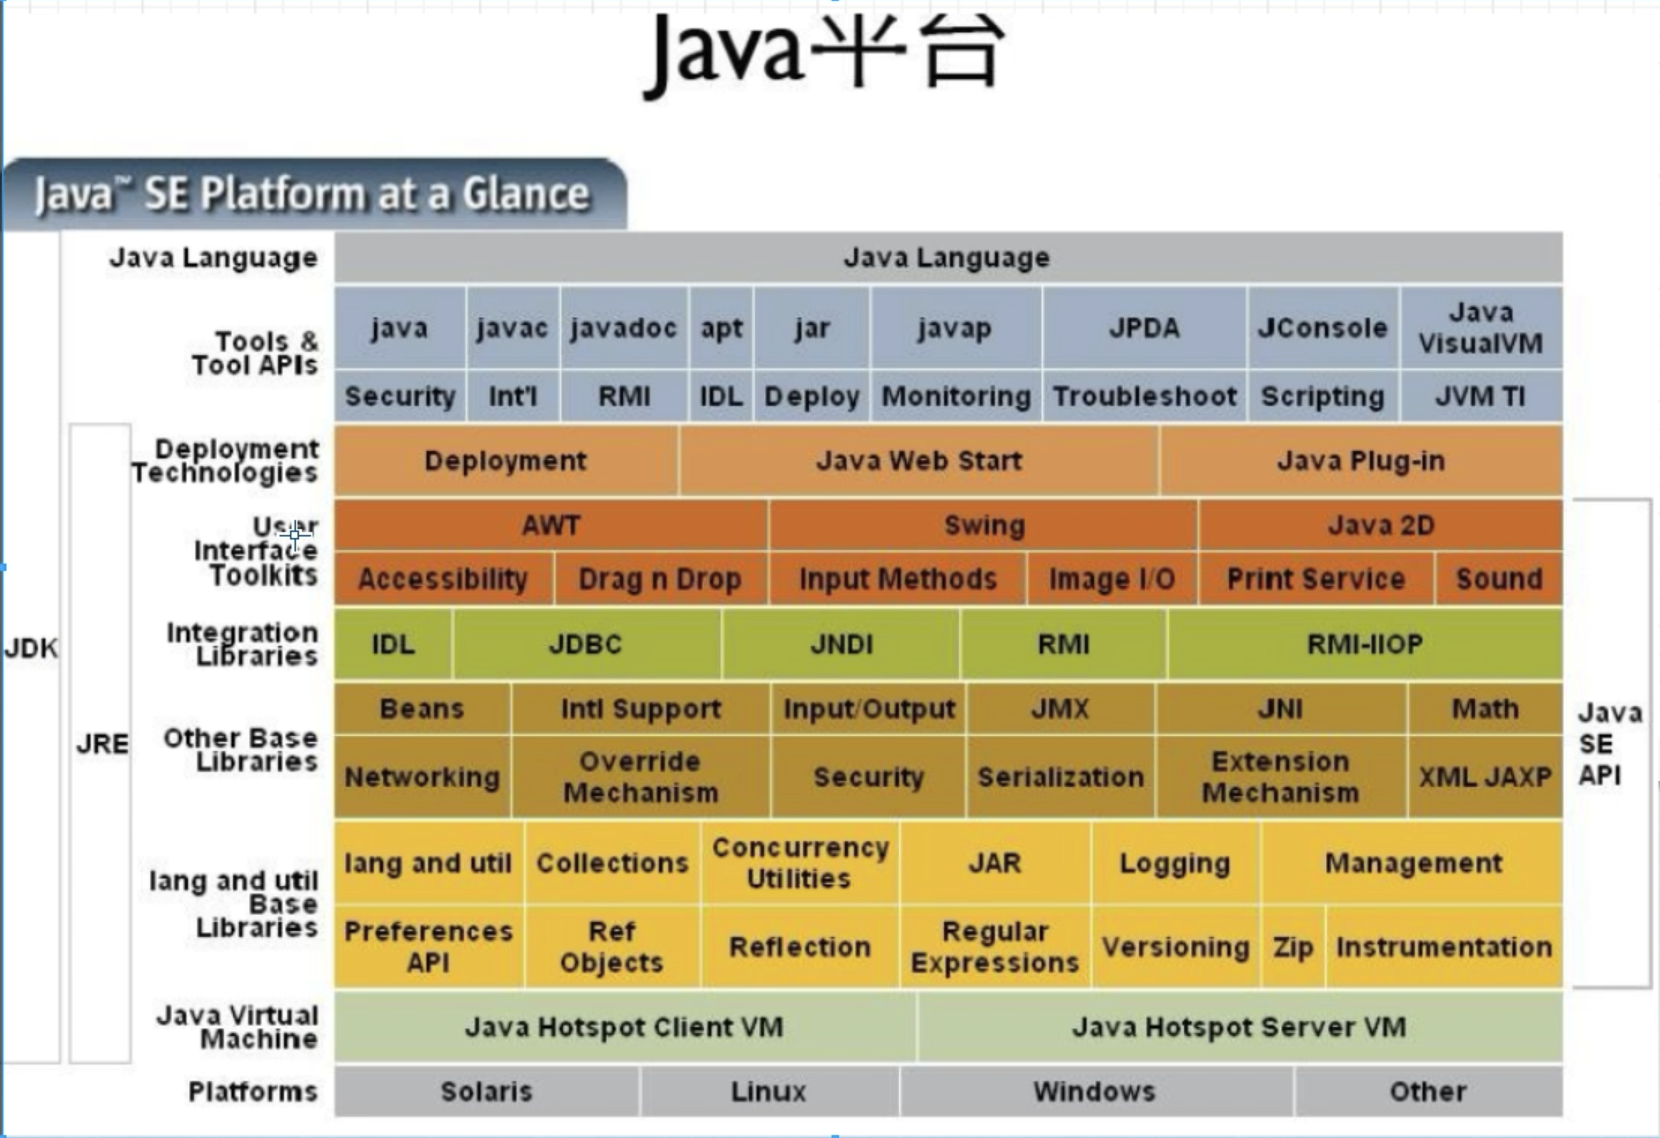 Java平台
Java™ SE Platform at a Glance
Java Language
Java Language
Tools &
Tool APIs
java javac javadoc apt jar javap JPDA JConsole Java VisualVM
Security Int'l RMI IDL Deploy Monitoring Troubleshoot Scripting JVM TI
Deployment
Technologies
Deployment Java Web Start Java Plug-in
User
Interface
Toolkits
AWT Swing Java 2D
Accessibility Drag n Drop Input Methods Image I/O Print Service Sound
Integration
Libraries
IDL JDBC JNDI RMI RMI-IIOP
JDK
JRE
Other Base
Libraries
Beans Intl Support Input/Output JMX JNI Math
Networking Override Mechanism Security Serialization Extension Mechanism XML JAXP
Java
SE
API
lang and util
Base
Libraries
lang and util Collections Concurrency Utilities JAR Logging Management
Preferences API Ref Objects Reflection Regular Expressions Versioning Zip Instrumentation
Java Virtual
Machine
Java Hotspot Client VM Java Hotspot Server VM
Platforms
Solaris Linux Windows Other